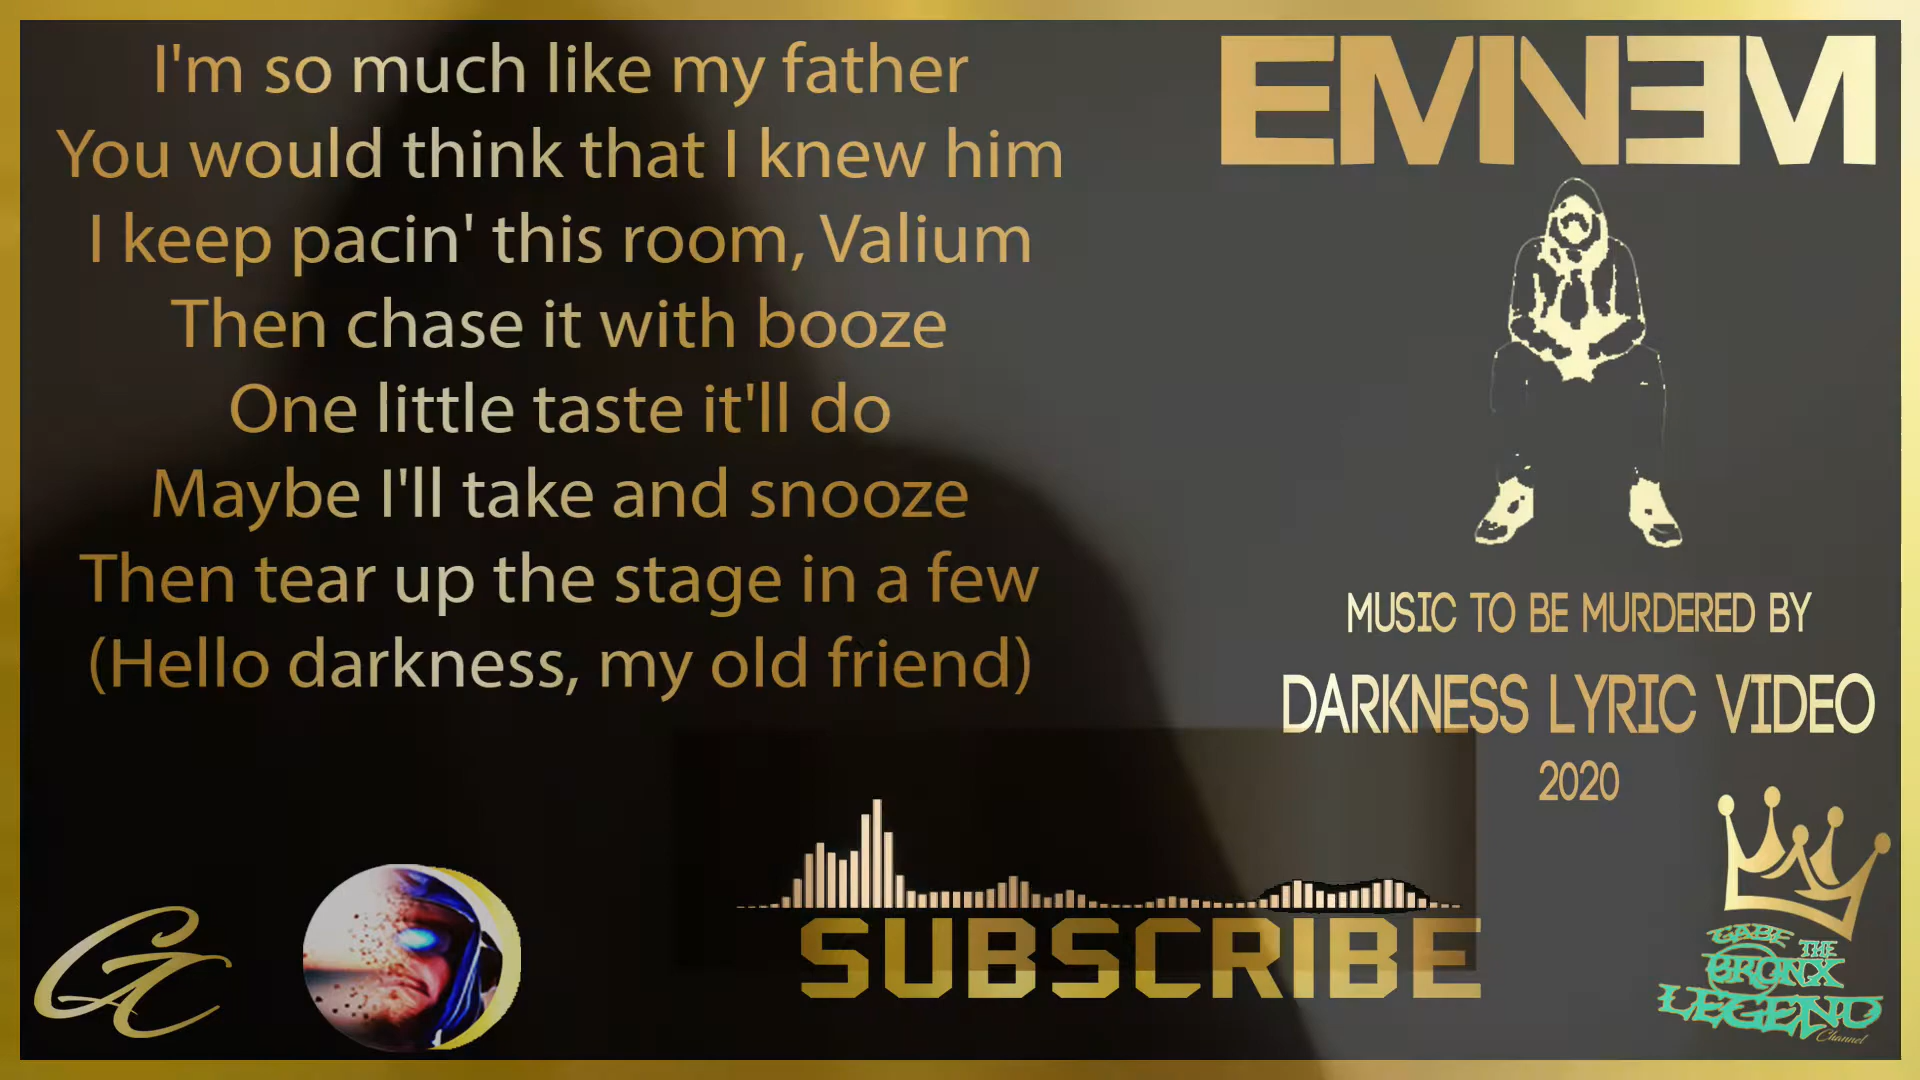 I'm so much like my father
You would think that I knew him
I keep pacin' this room, Valium
Then chase it with booze
One little taste it'll do
Maybe I'll take and snooze
Then tear up the stage in a few
(Hello darkness, my old friend)
EMINƎM
MUSIC TO BE MURDERED BY
DARKNESS LYRIC VIDEO
2020
SUBSCRIBE
GC
GABE THE
BRONX
LEGEND
Channel